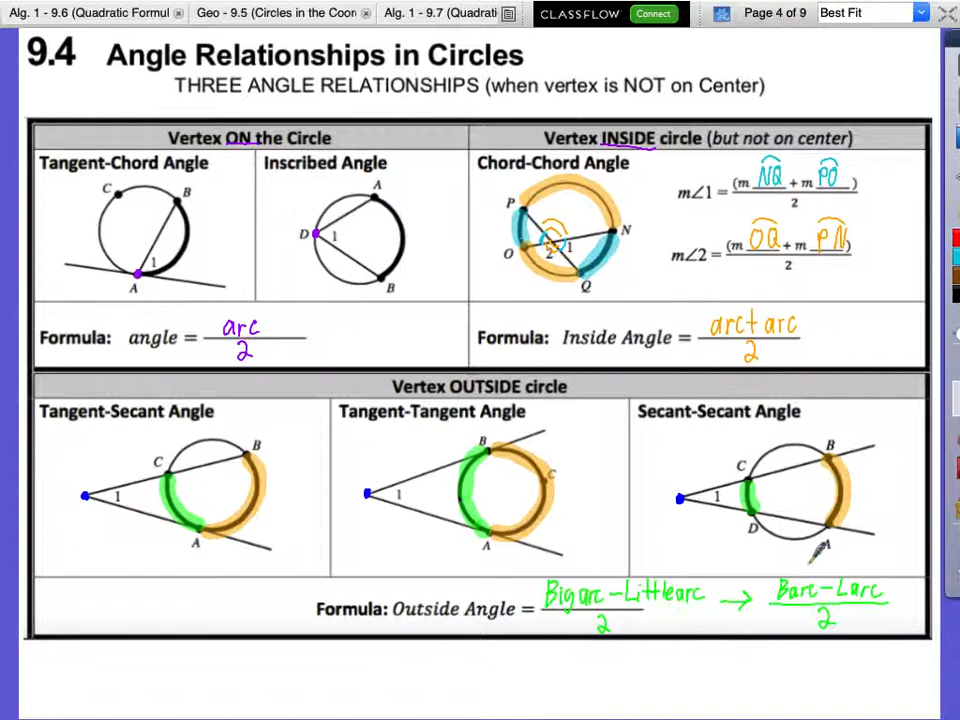 Alg. 1 - 9.6 (Quadratic Formul
Geo - 9.5 (Circles in the Coor
Alg. 1 - 9.7 (Quadrati
CLASSFLOW Connect
Page 4 of 9
Best Fit
9.4 Angle Relationships in Circles
THREE ANGLE RELATIONSHIPS (when vertex is NOT on Center)
Vertex ON the Circle
Vertex INSIDE circle (but not on center)
Tangent-Chord Angle
Inscribed Angle
Chord-Chord Angle
C B 1 A
A D 1 B
P N O 1 2 Q
m∠1 = (m NQ + m PO) / 2
m∠2 = (m OQ + m PN) / 2
Formula: angle = arc / 2
Formula: Inside Angle = arc + arc / 2
Vertex OUTSIDE circle
Tangent-Secant Angle
Tangent-Tangent Angle
Secant-Secant Angle
C B 1 A
B C 1 A
B C 1 D A
Formula: Outside Angle = Big arc - Little arc / 2 → Barc - Larc / 2